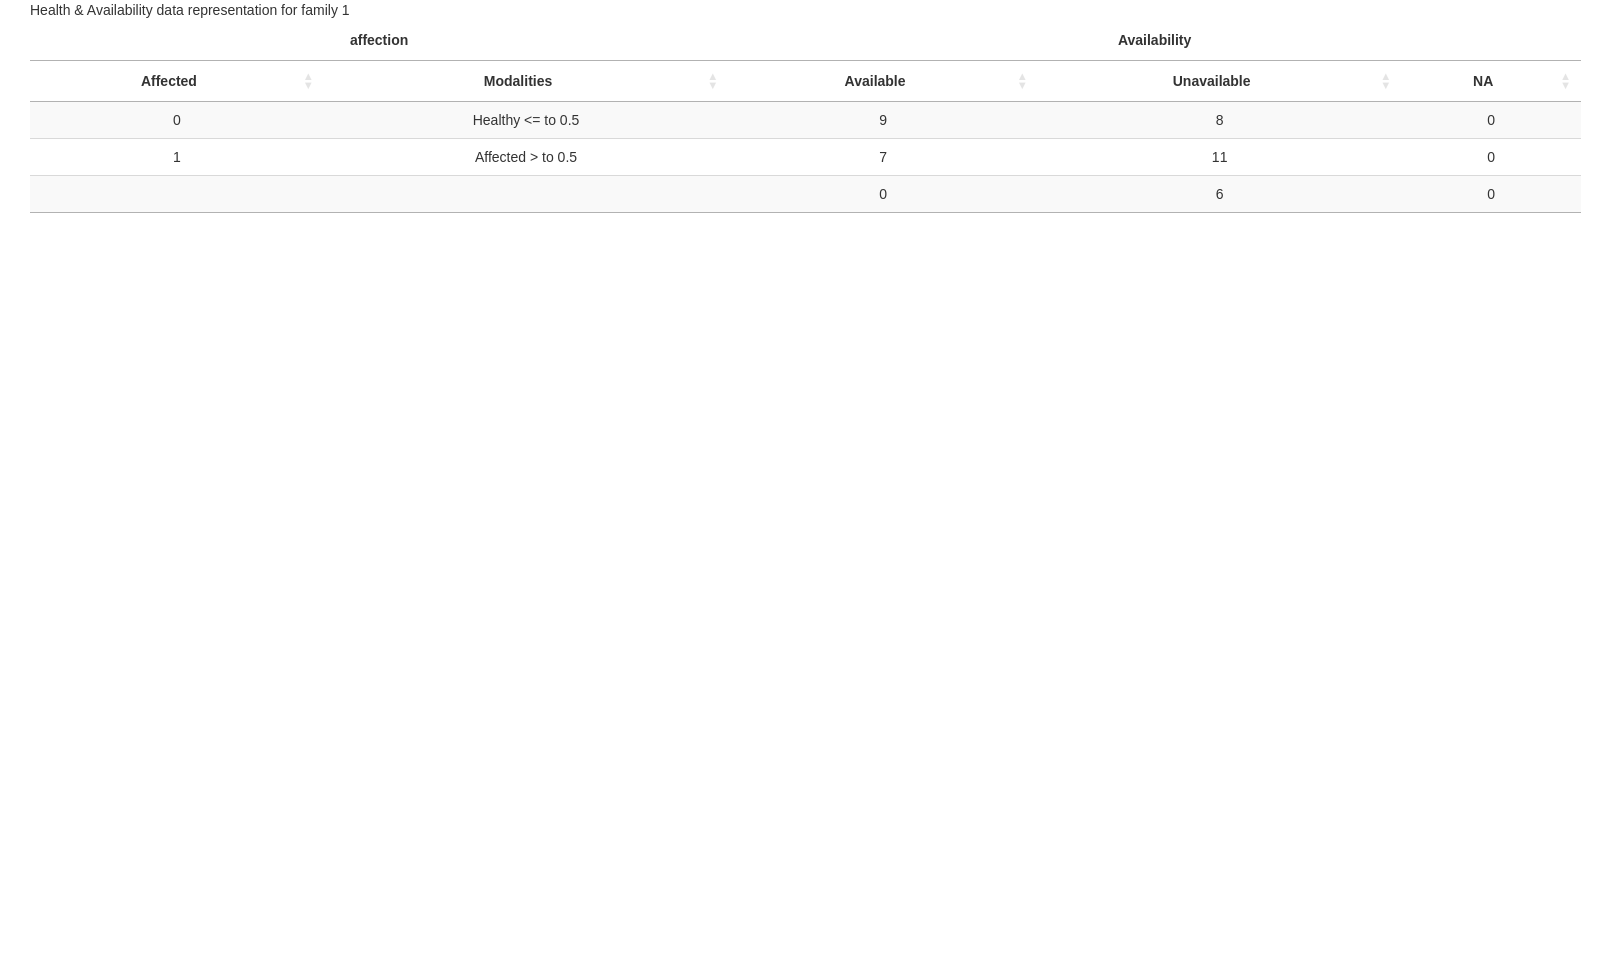 Health & Availability data representation for family 1
affection Availability
Affected Modalities Available Unavailable NA
0 Healthy <= to 0.5 9 8 0
1 Affected > to 0.5 7 11 0
0 6 0